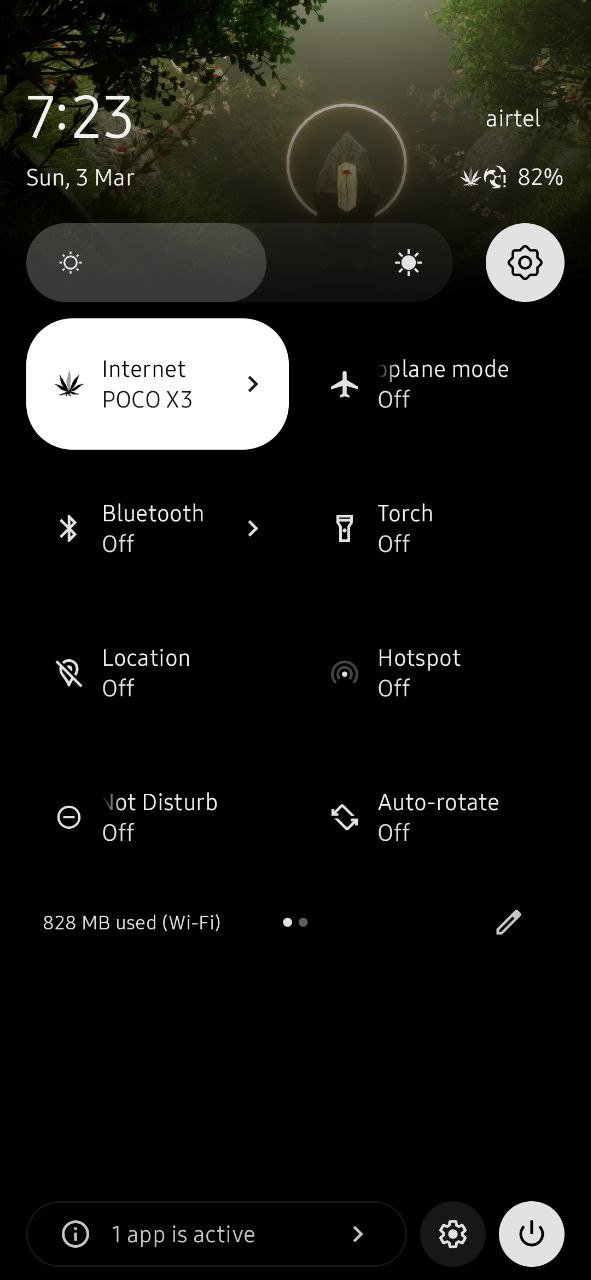 7:23
airtel
Sun, 3 Mar
82%
Internet
POCO X3
plane mode
Off
Bluetooth
Off
Torch
Off
Location
Off
Hotspot
Off
Not Disturb
Off
Auto-rotate
Off
828 MB used (Wi-Fi)
1 app is active